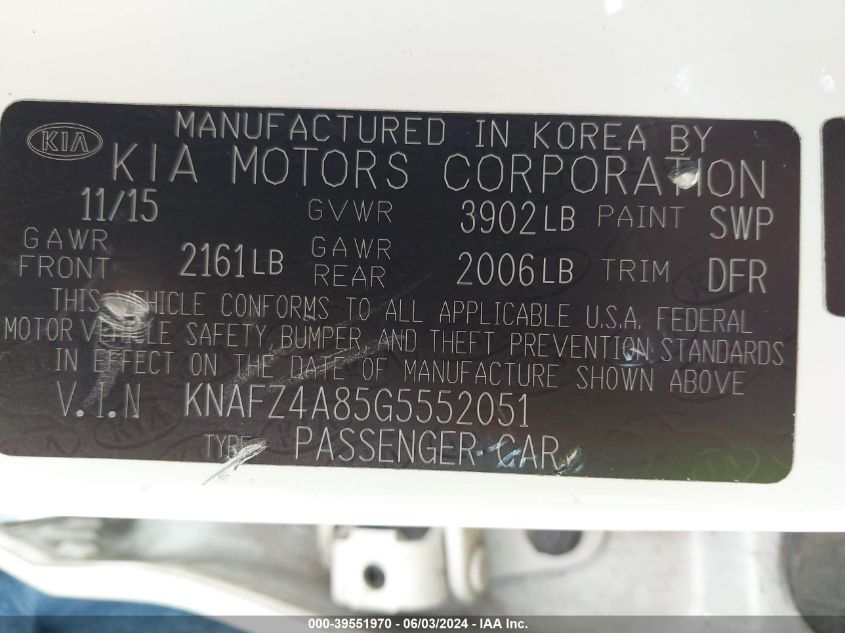 KIA
MANUFACTURED IN KOREA BY
KIA MOTORS CORPORATION
11/15 GVWR 3902LB PAINT SWP
GAWR FRONT 2161LB GAWR REAR 2006LB TRIM DFR
THIS VEHICLE CONFORMS TO ALL APPLICABLE U.S.A. FEDERAL
MOTOR VEHICLE SAFETY, BUMPER, AND THEFT PREVENTION STANDARDS
IN EFFECT ON THE DATE OF MANUFACTURE SHOWN ABOVE
V.I.N KNAFZ4A85G5552051
TYPE PASSENGER CAR
000-39551970 - 06/03/2024 - IAA Inc.